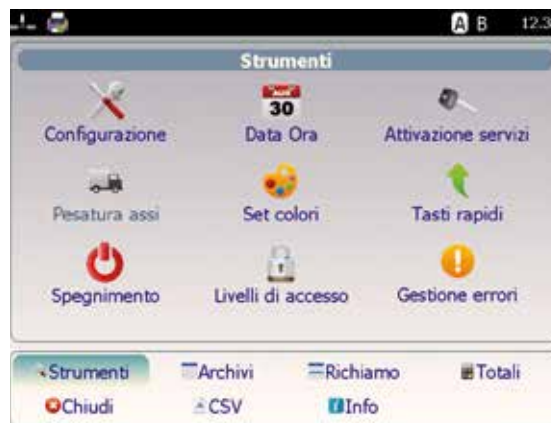 A B 12.3
Strumenti
30
Configurazione Data Ora Attivazione servizi
Pesatura assi Set colori Tasti rapidi
Spegnimento Livelli di accesso Gestione errori
Strumenti Archivi Richiamo Totali
Chiudi CSV Info